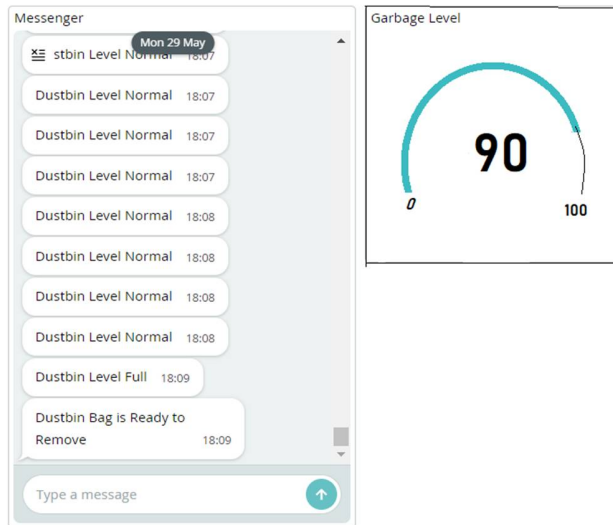 Messenger
Mon 29 May
stbin Level Normal 18:07
Dustbin Level Normal 18:07
Dustbin Level Normal 18:07
Dustbin Level Normal 18:07
Dustbin Level Normal 18:08
Dustbin Level Normal 18:08
Dustbin Level Normal 18:08
Dustbin Level Normal 18:08
Dustbin Level Full 18:09
Dustbin Bag is Ready to
Remove 18:09
Type a message
Garbage Level
90
0
100